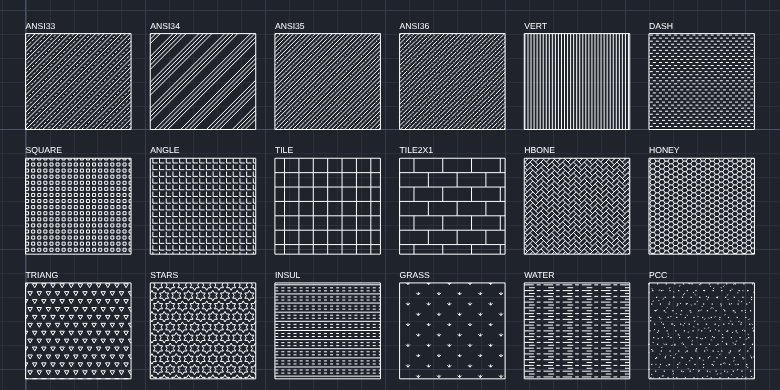 ANSI33 ANSI34 ANSI35 ANSI36 VERT DASH
SQUARE ANGLE TILE TILE2X1 HBONE HONEY
TRIANG STARS INSUL GRASS WATER PCC